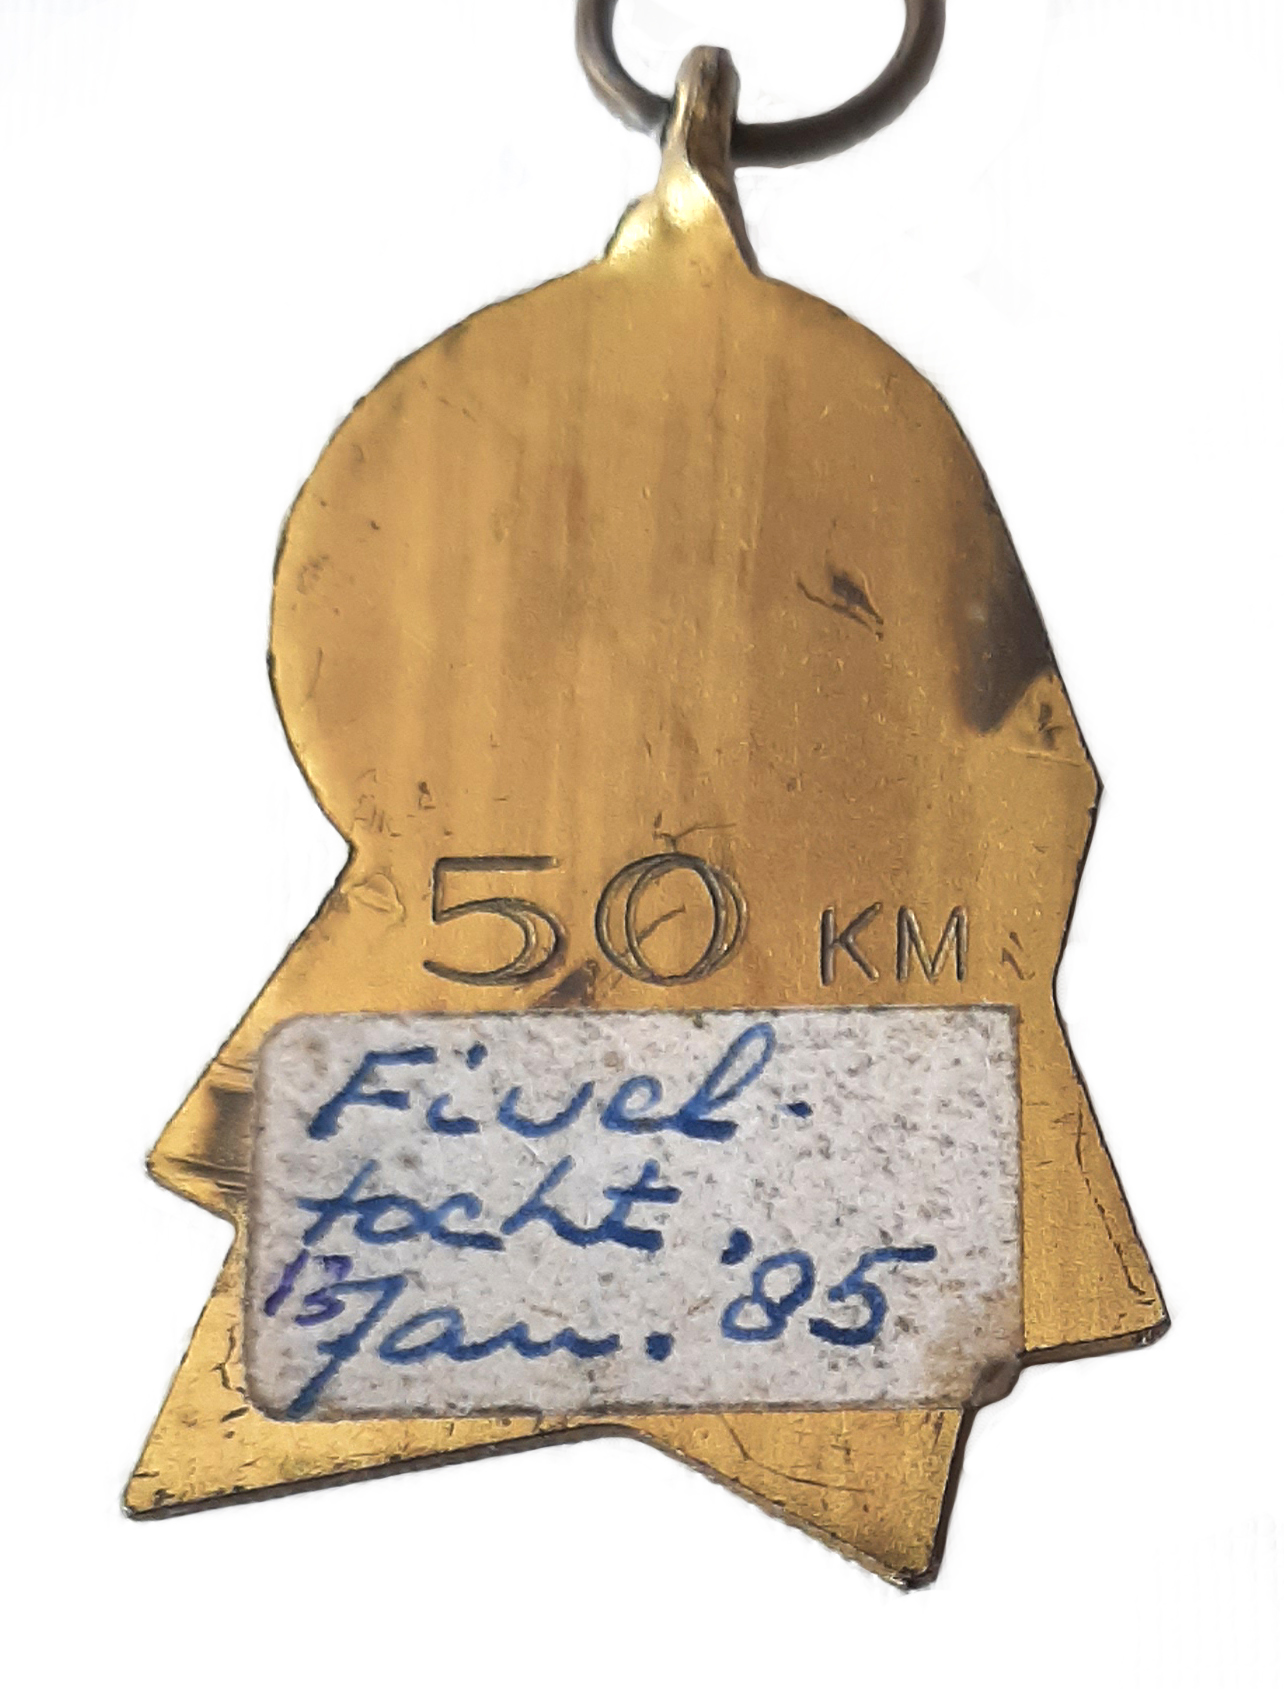 50 KM
Fivel-
tocht
13 Jan. '85